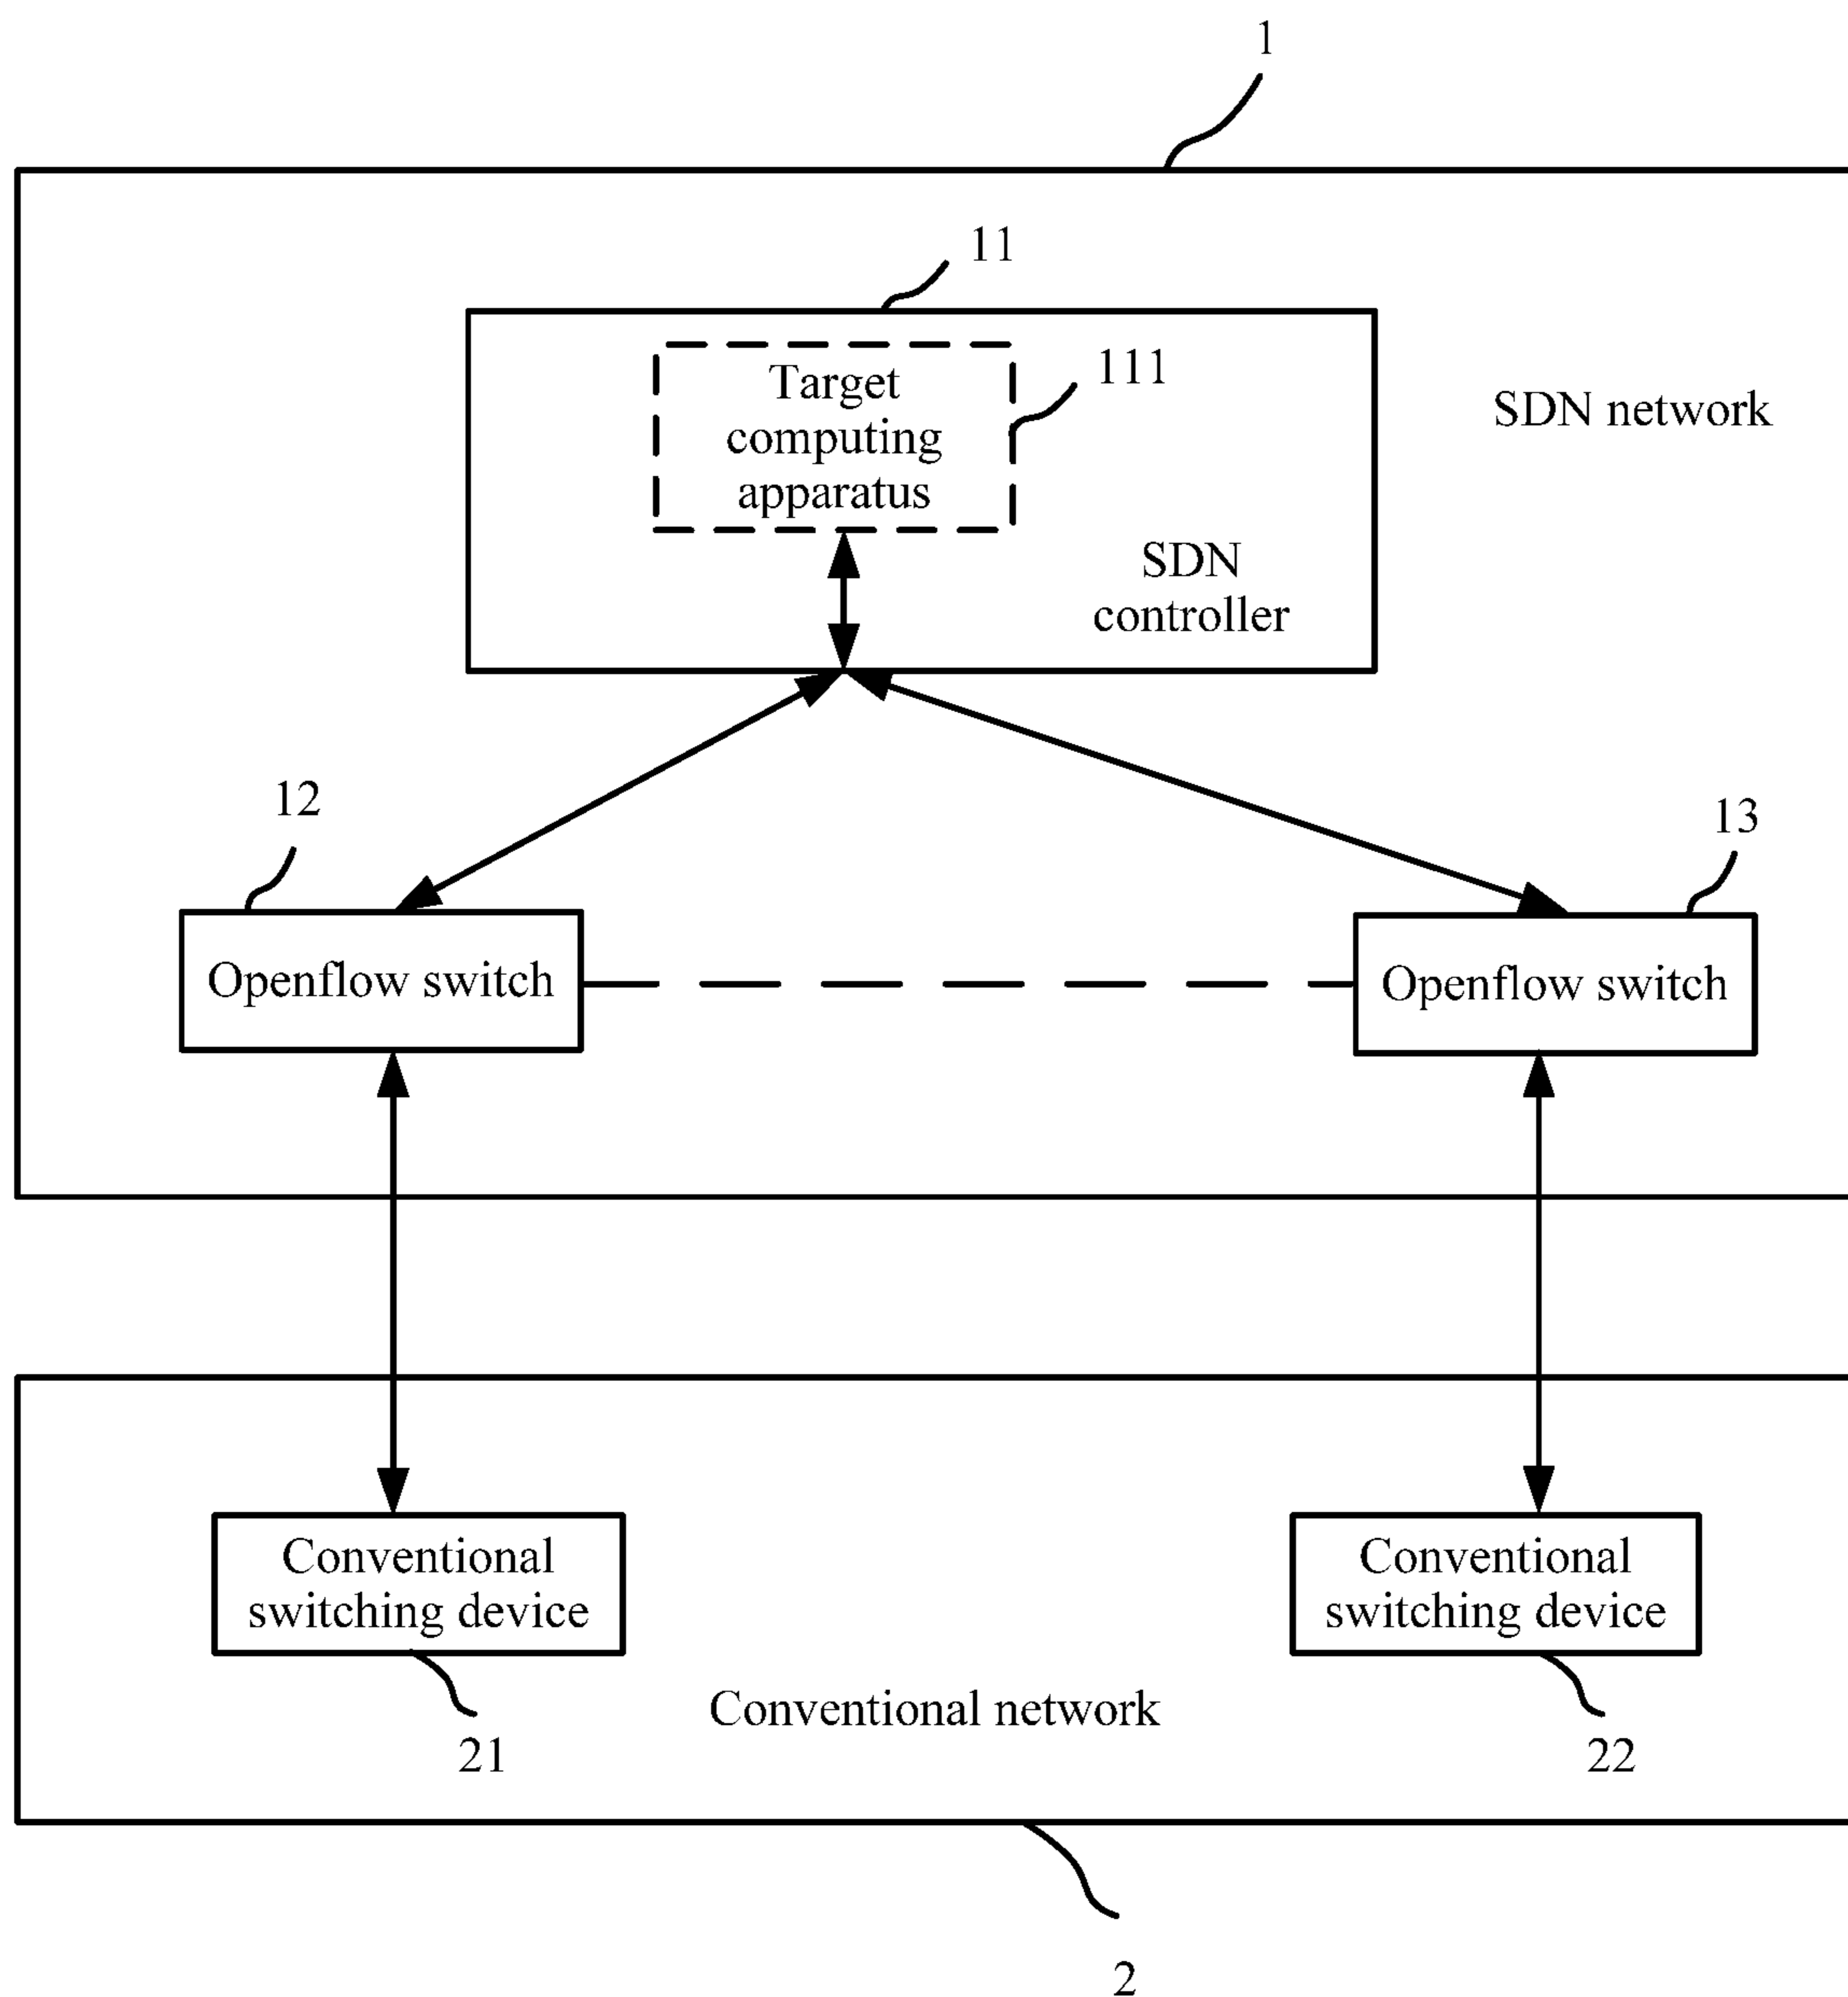 1
11
Target
computing
apparatus
111
SDN network
SDN
controller
12
13
Openflow switch
Openflow switch
Conventional
switching device
Conventional
switching device
Conventional network
21
22
2